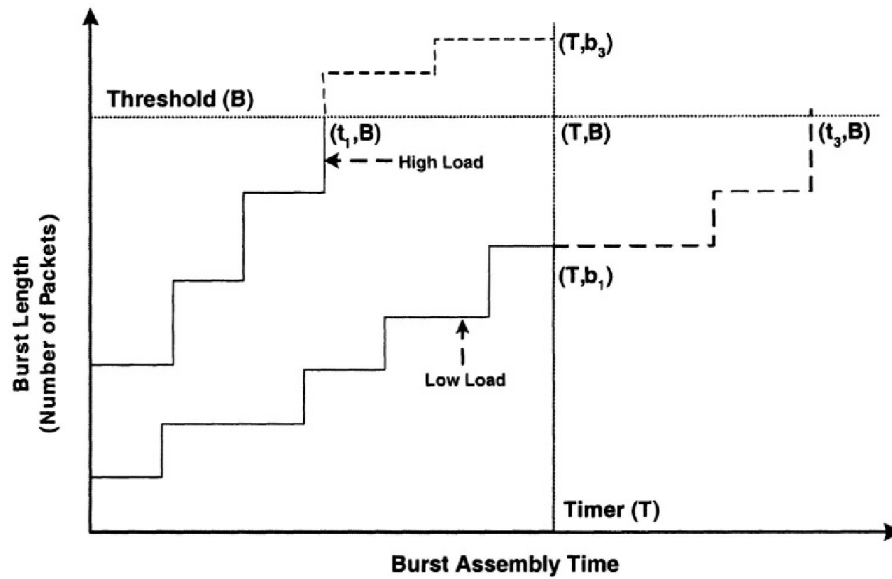 (T,b₃)
Threshold (B)
(t₁,B)
(T,B)
(t₃,B)
High Load
(T,b₁)
Low Load
Burst Length
(Number of Packets)
Timer (T)
Burst Assembly Time